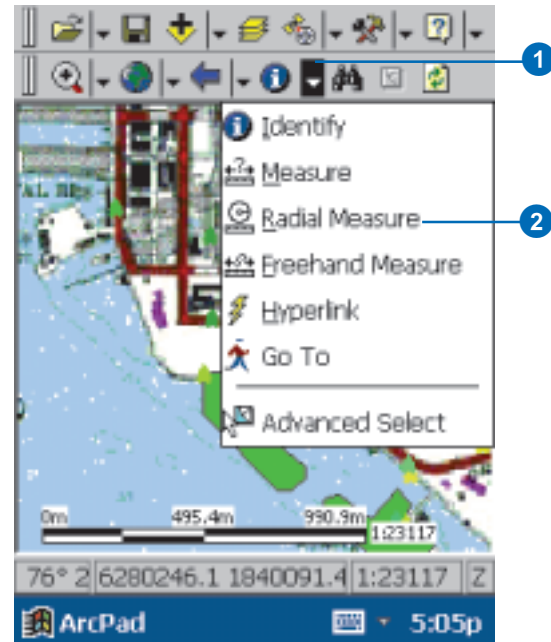 1
Identify
Measure
Radial Measure
2
Freehand Measure
Hyperlink
Go To
Advanced Select
0m 495.4m 990.9m
1:23117
76° 2 6280246.1 1840091.4 1:23117 Z
ArcPad 5:05p